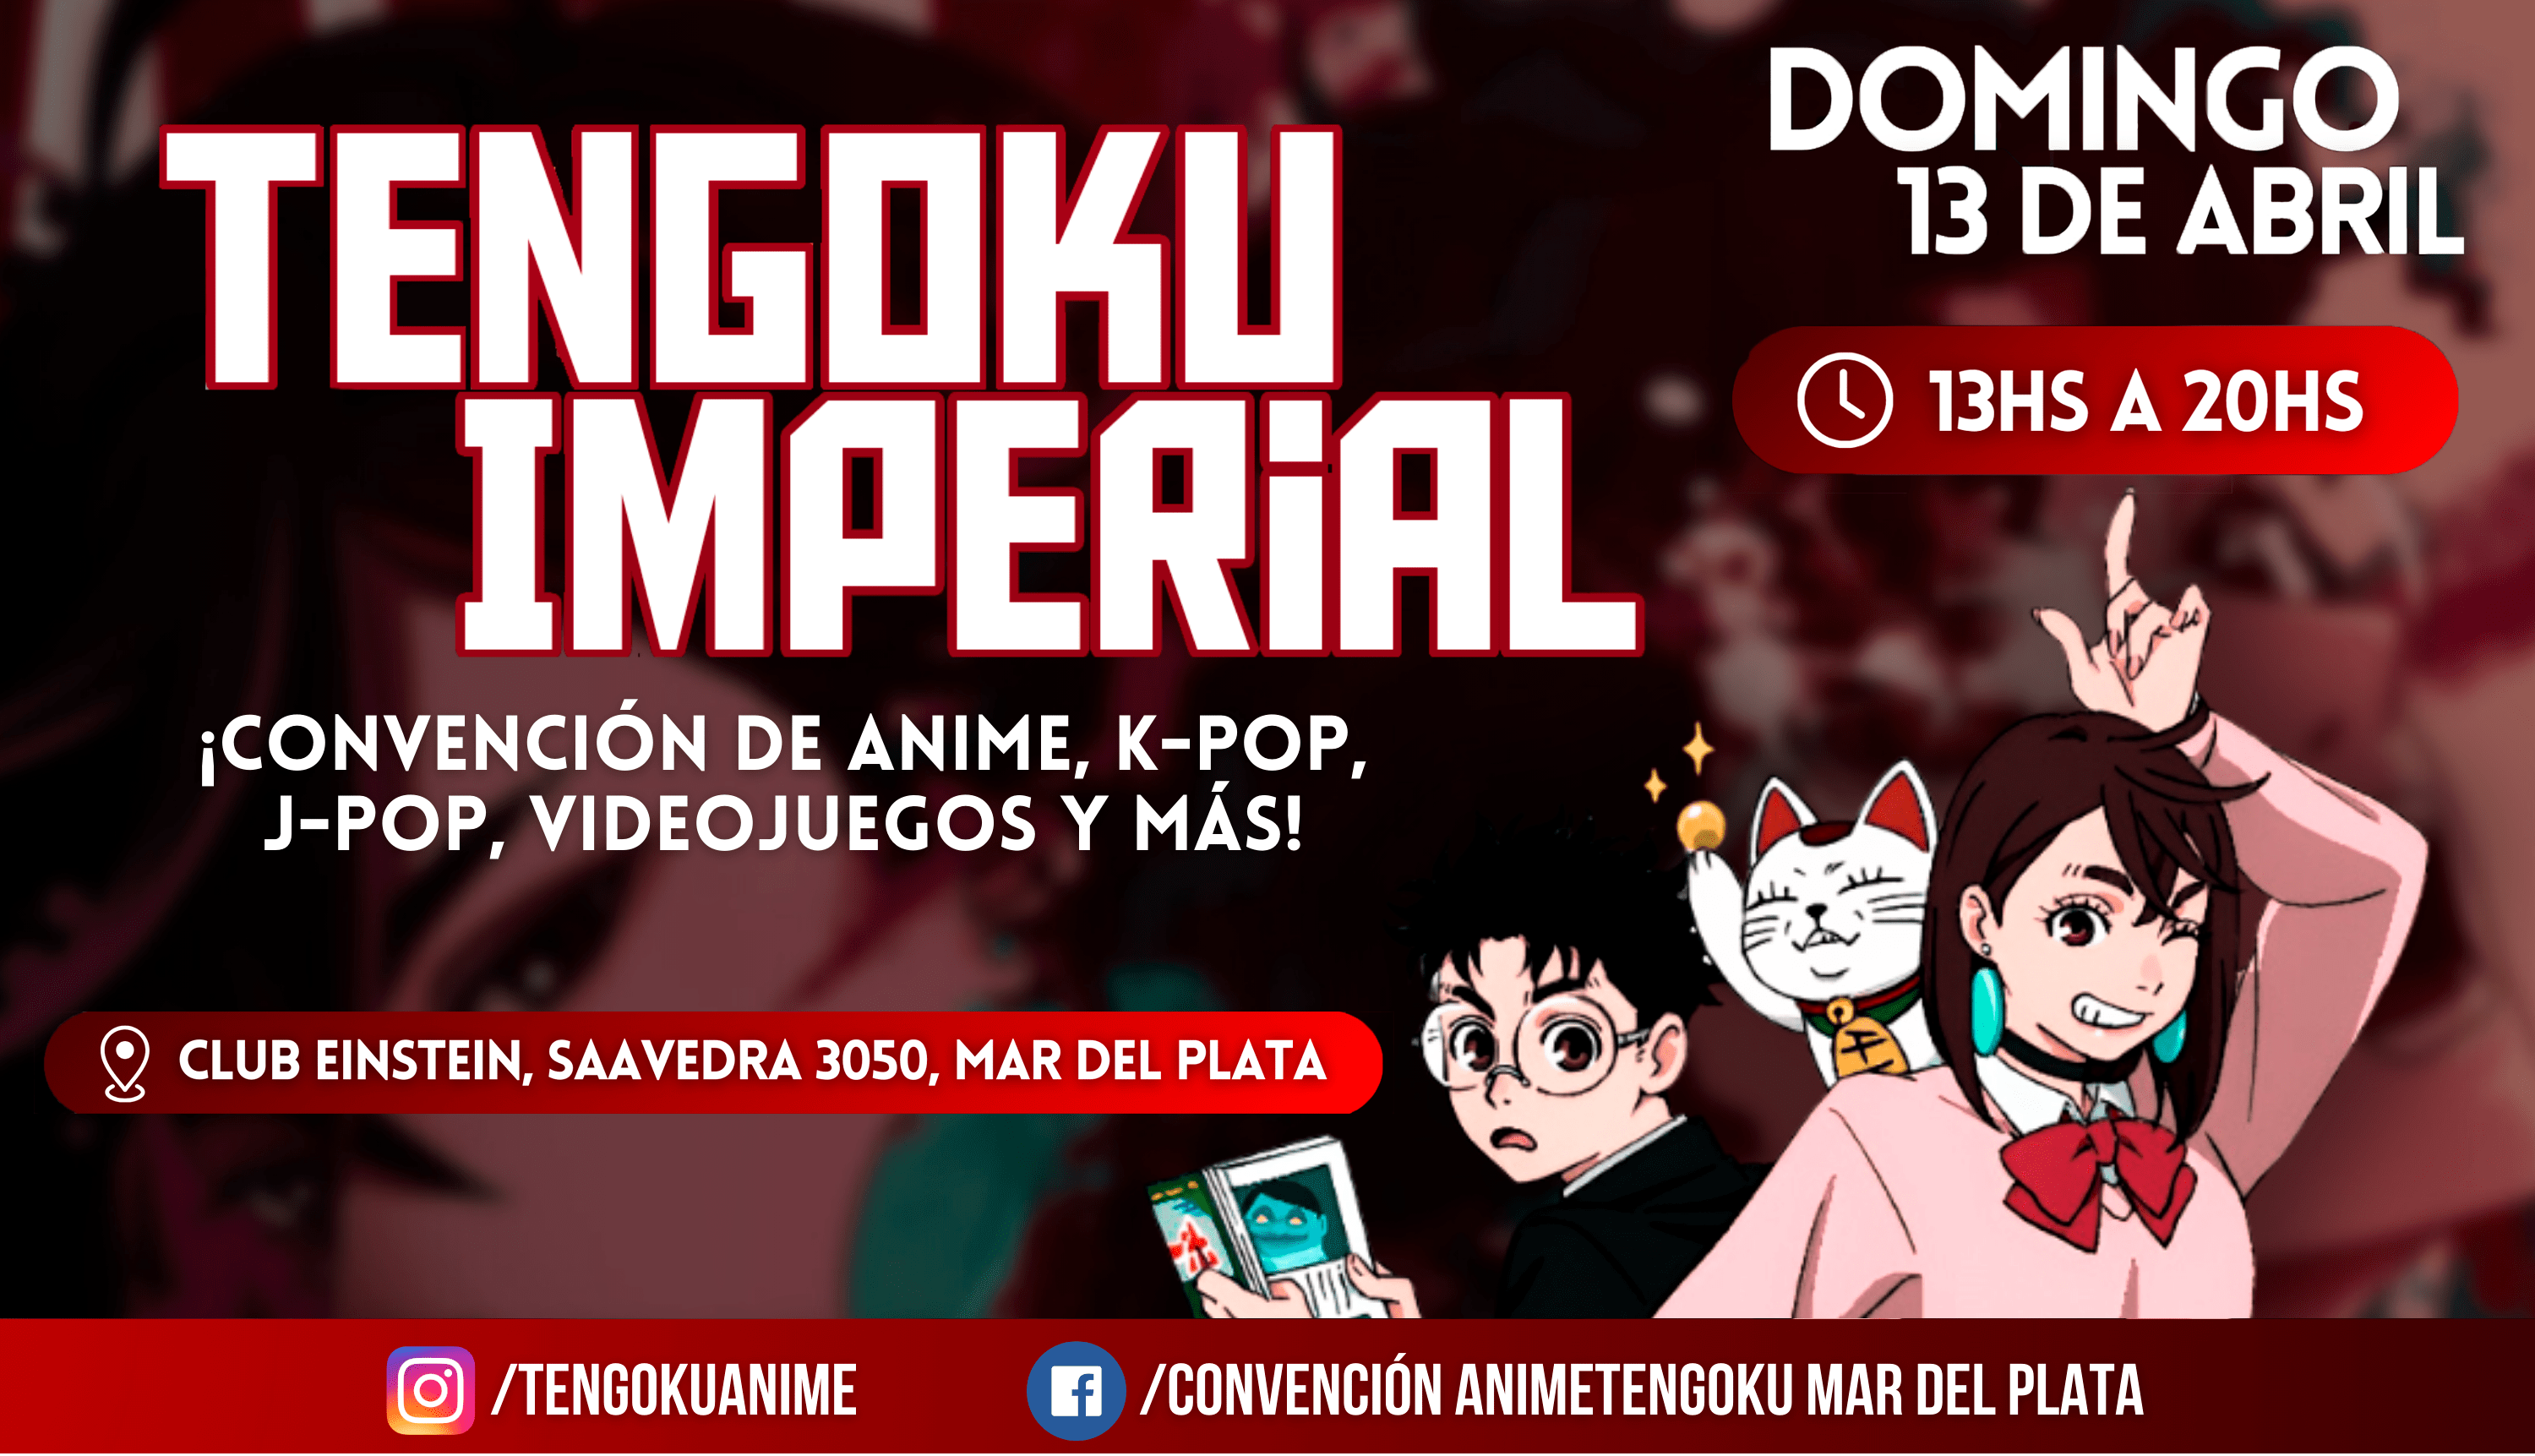 TENGOKU
IMPERIAL
DOMINGO
13 DE ABRIL
13HS A 20HS
¡CONVENCIÓN DE ANIME, K-POP,
J-POP, VIDEOJUEGOS Y MÁS!
CLUB EINSTEIN, SAAVEDRA 3050, MAR DEL PLATA
/TENGOKUANIME
/CONVENCIÓN ANIMETENGOKU MAR DEL PLATA